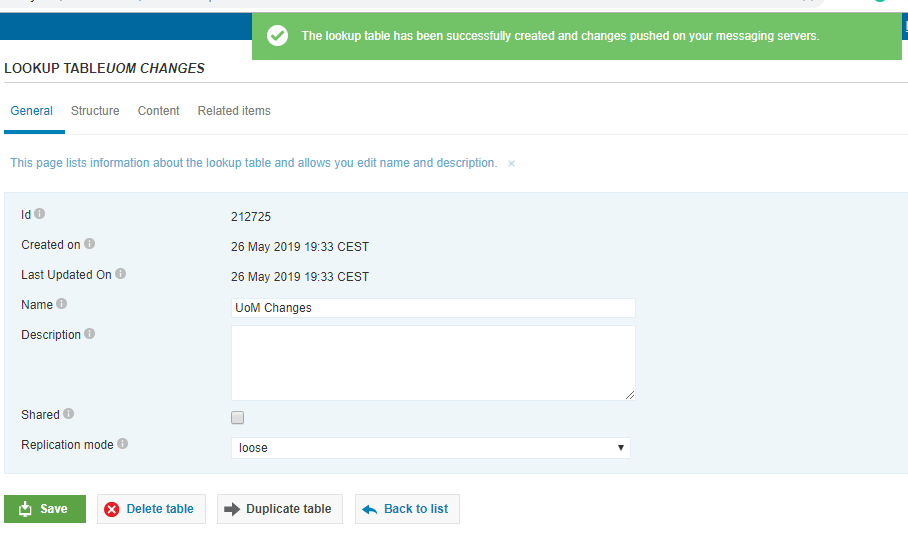 The lookup table has been successfully created and changes pushed on your messaging servers.
LOOKUP TABLEUOM CHANGES
General Structure Content Related items
This page lists information about the lookup table and allows you edit name and description. ×
Id
212725
Created on
26 May 2019 19:33 CEST
Last Updated On
26 May 2019 19:33 CEST
Name
UoM Changes
Description
Shared
Replication mode
loose
Save Delete table Duplicate table Back to list